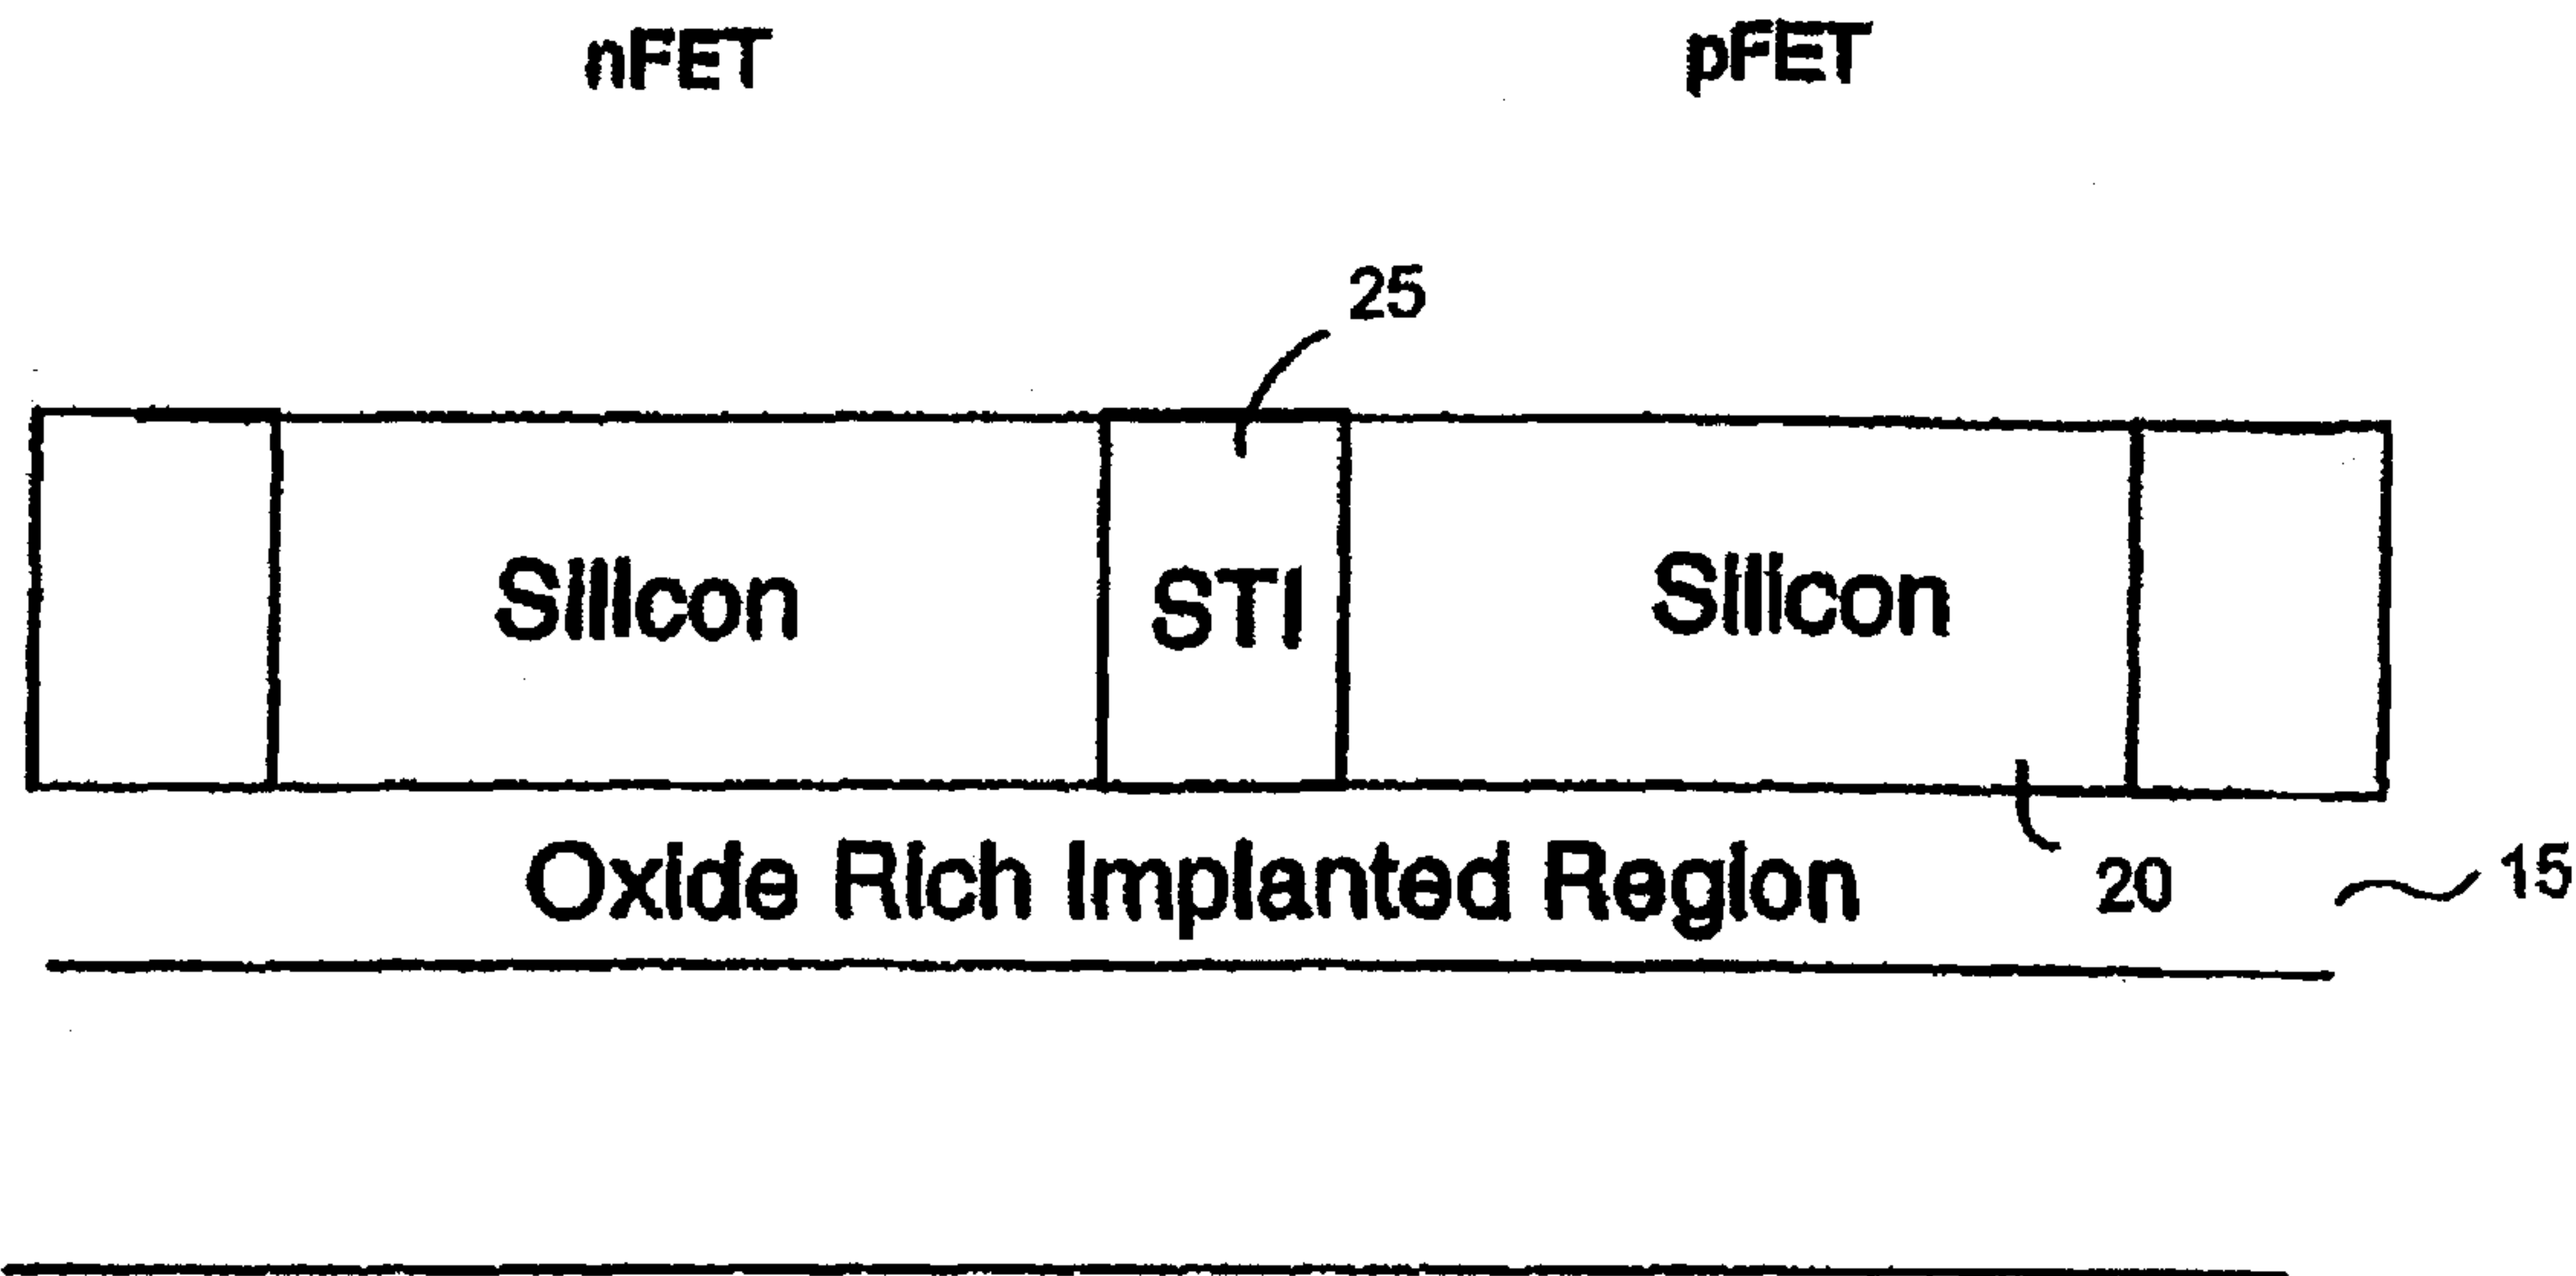 nFET pFET
25
Silicon STI Silicon
Oxide Rich Implanted Region 20 15